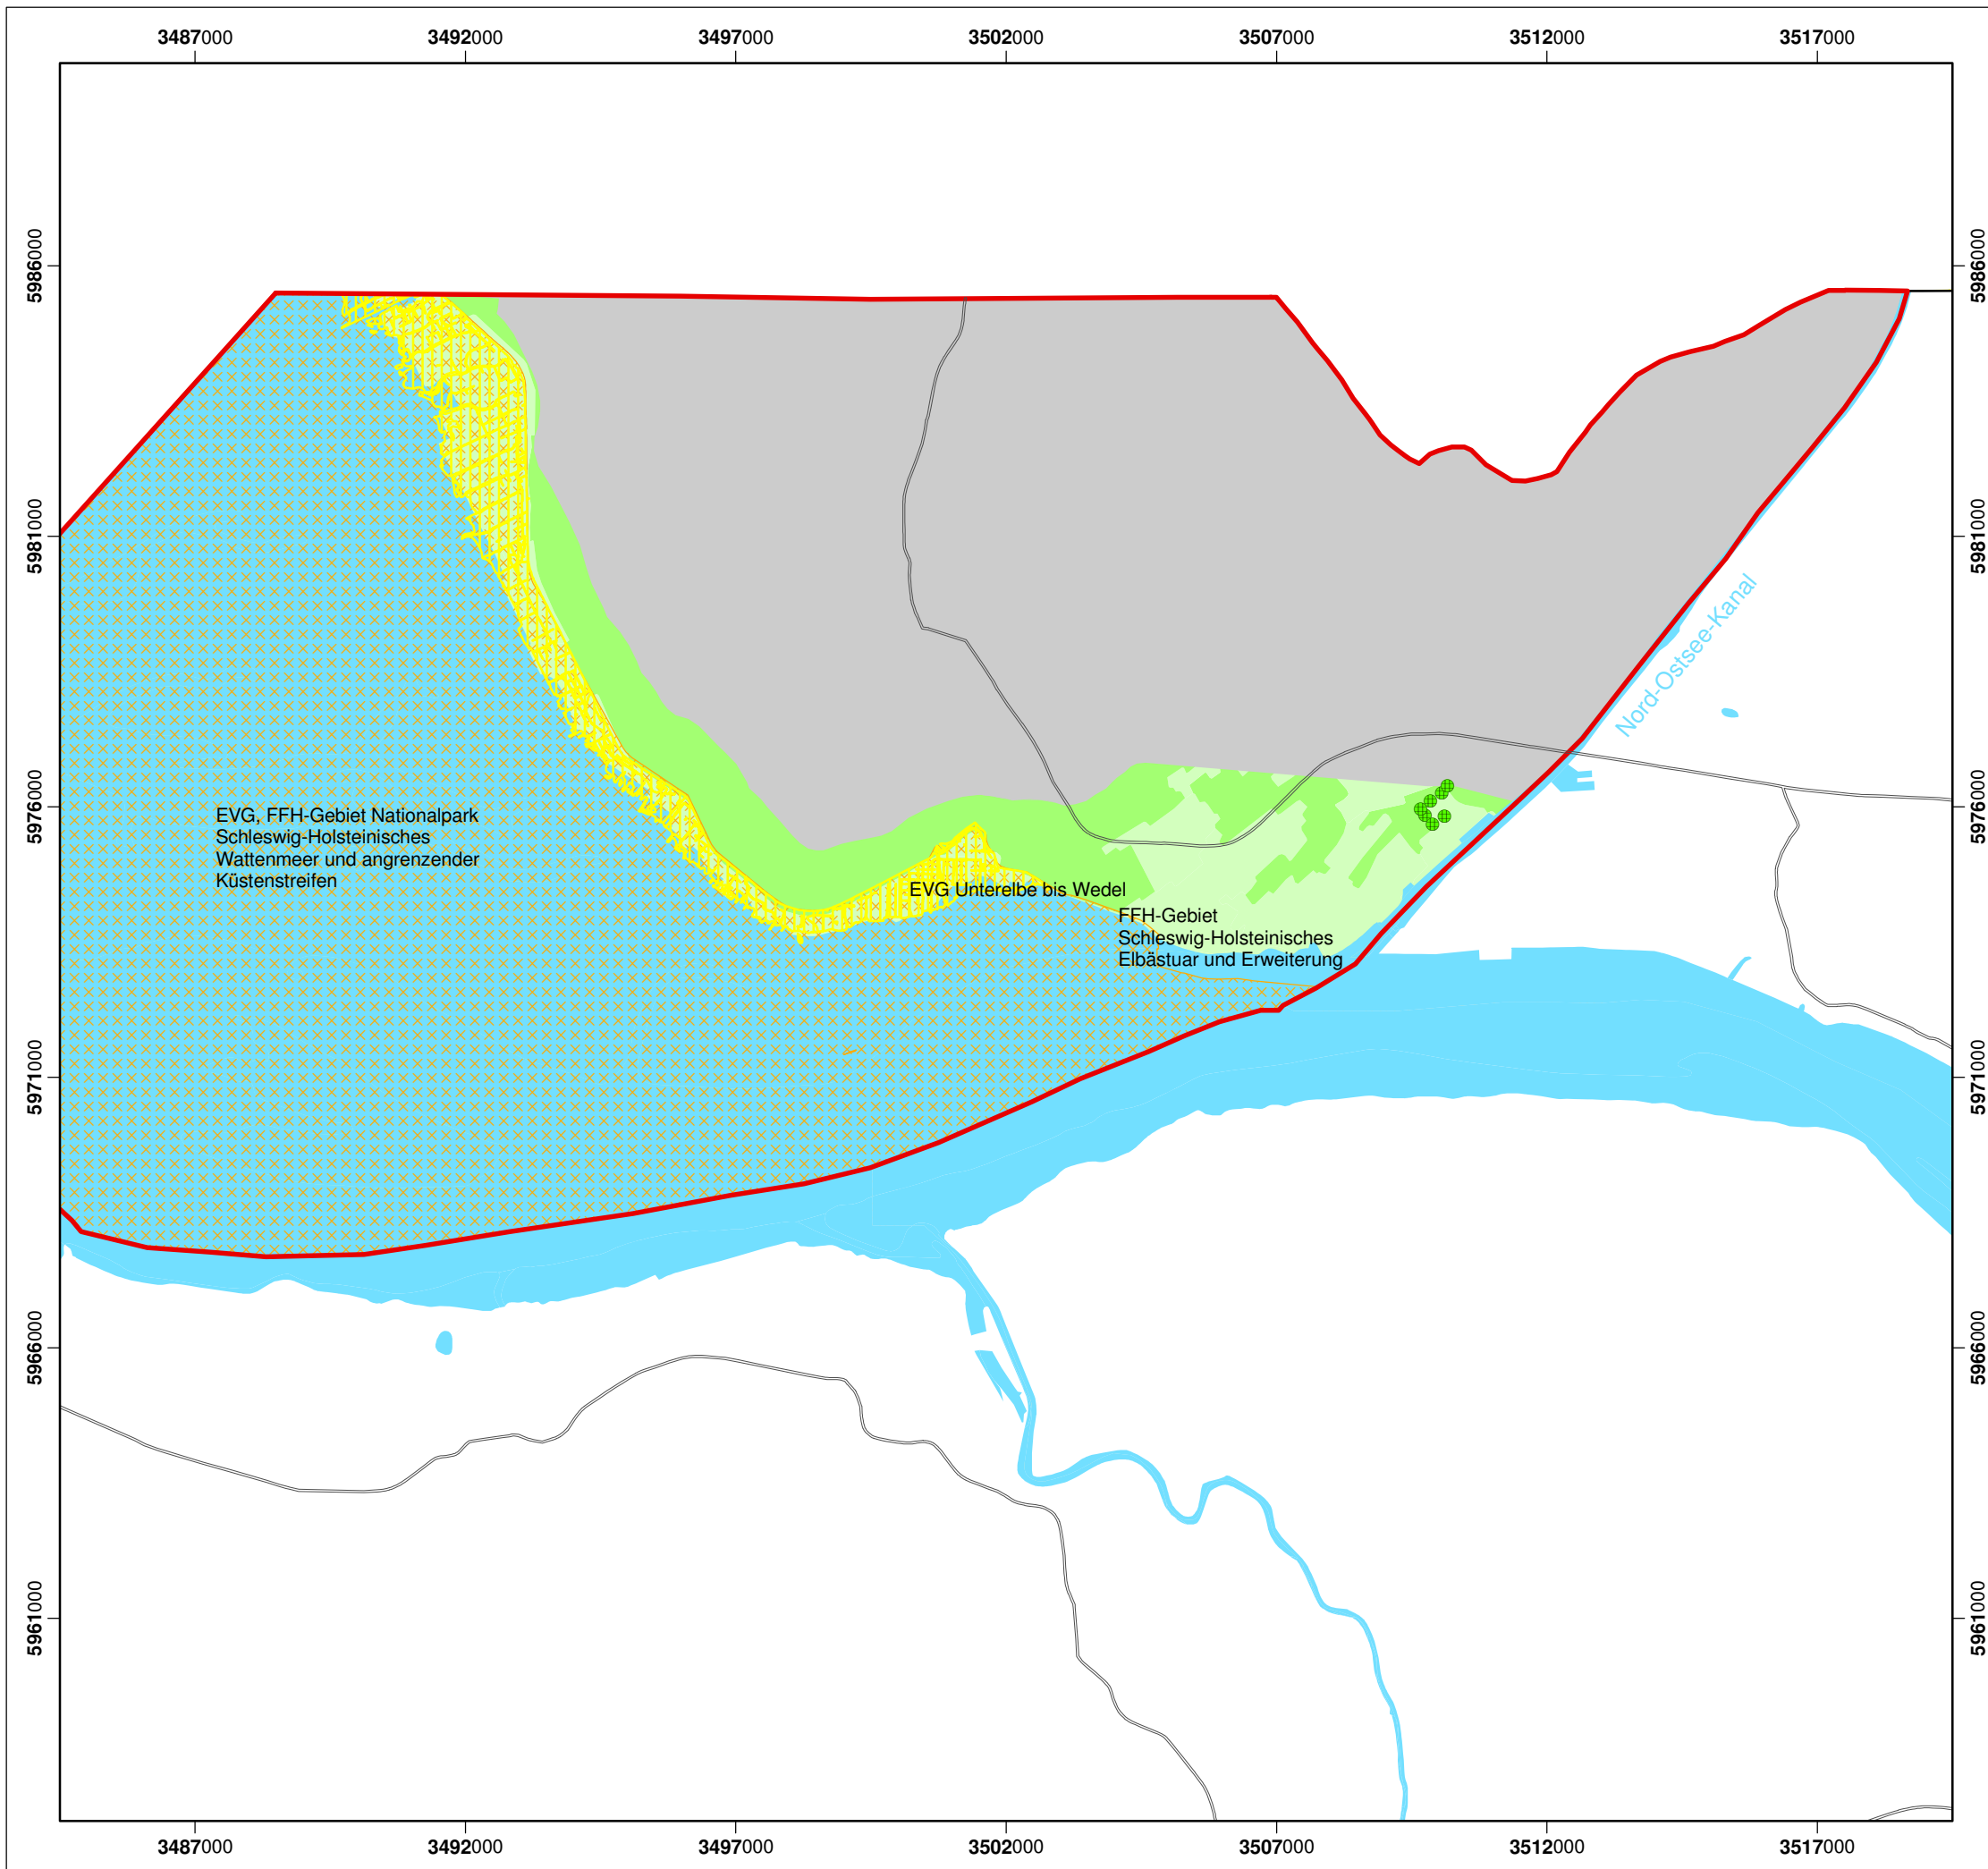 3487000 3492000 3497000 3502000 3507000 3512000 3517000
5986000 5986000
5981000 5981000
Nord-Ostsee-Kanal
5976000 5976000
EVG, FFH-Gebiet Nationalpark
Schleswig-Holsteinisches
Wattenmeer und angrenzender
Küstenstreifen
EVG Unterelbe bis Wedel
FFH-Gebiet
Schleswig-Holsteinisches
Elbästuar und Erweiterung
5971000 5971000
5966000 5966000
5961000 5961000
3487000 3492000 3497000 3502000 3507000 3512000 3517000